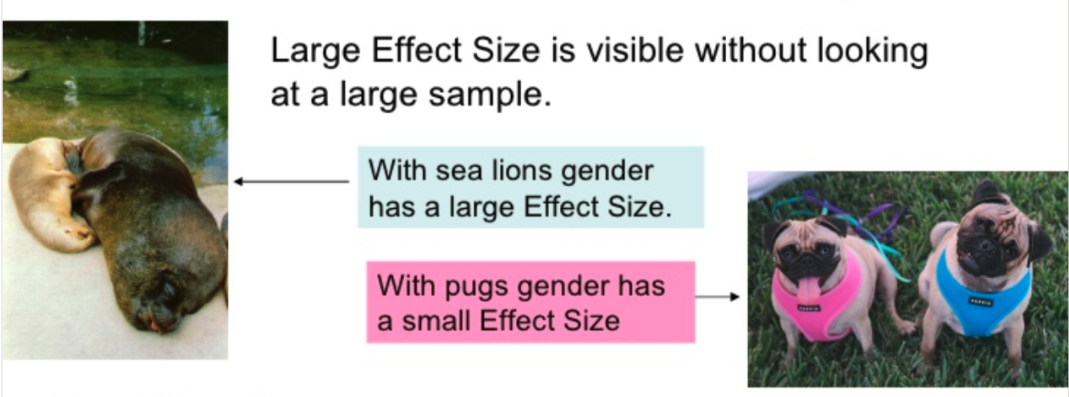 Large Effect Size is visible without looking
at a large sample.
With sea lions gender
has a large Effect Size.
With pugs gender has
a small Effect Size